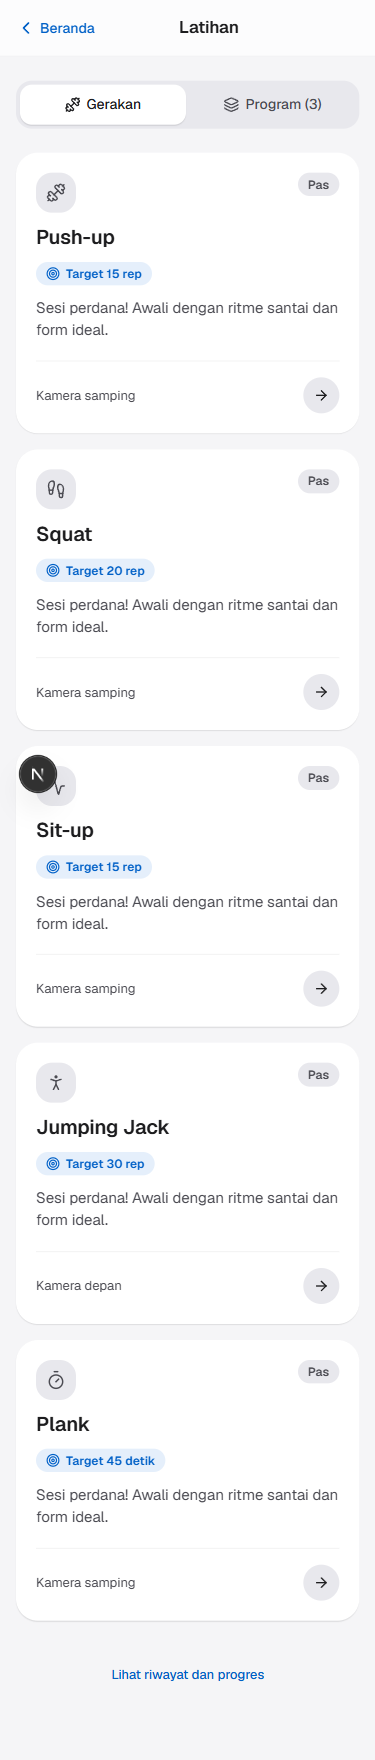 Beranda
Latihan
Gerakan
Program (3)
Pas
Push-up
Target 15 rep
Sesi perdana! Awali dengan ritme santai dan
form ideal.
Kamera samping
Pas
Squat
Target 20 rep
Sesi perdana! Awali dengan ritme santai dan
form ideal.
Kamera samping
N
Pas
Sit-up
Target 15 rep
Sesi perdana! Awali dengan ritme santai dan
form ideal.
Kamera samping
Pas
Jumping Jack
Target 30 rep
Sesi perdana! Awali dengan ritme santai dan
form ideal.
Kamera depan
Pas
Plank
Target 45 detik
Sesi perdana! Awali dengan ritme santai dan
form ideal.
Kamera samping
Lihat riwayat dan progres